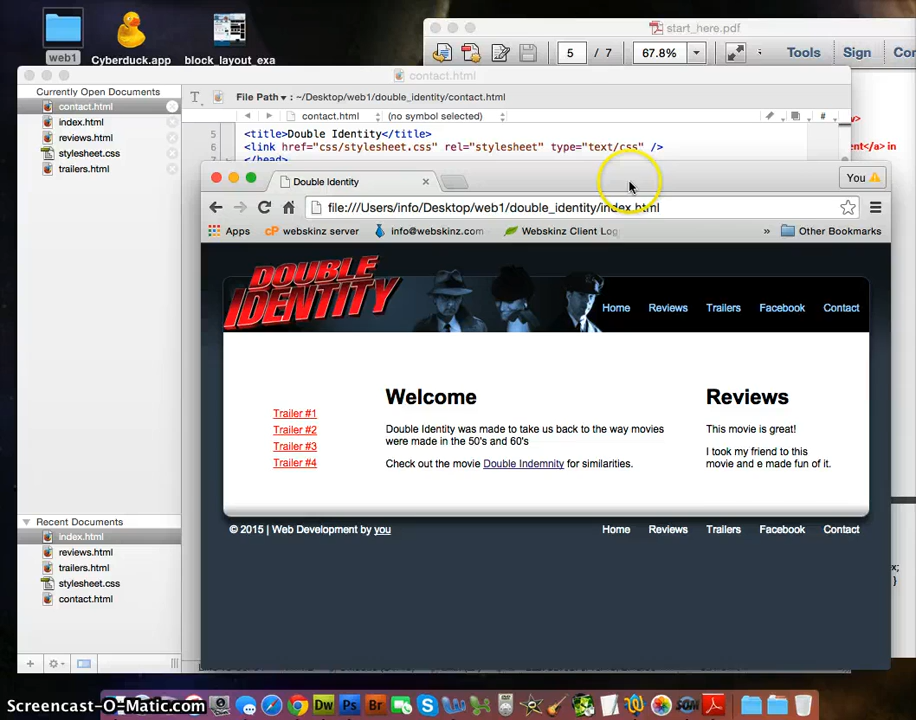 web1
Cyberduck.app
block_layout_exa
start_here.pdf
5 / 7
67.8%
Tools
Sign
contact.html
Currently Open Documents
contact.html
index.html
reviews.html
stylesheet.css
trailers.html
File Path ▾ : ~/Desktop/web1/double_identity/contact.html
contact.html
(no symbol selected)
#
5
6
<title>Double Identity</title>
<link href="css/stylesheet.css" rel="stylesheet" type="text/css" />
</head>
ent</a> in
Double Identity
You
file:///Users/info/Desktop/web1/double_identity/index.html
Apps
cP webskinz server
info@webskinz.com
Webskinz Client Log
»
Other Bookmarks
DOUBLE
IDENTITY
Home
Reviews
Trailers
Facebook
Contact
Trailer #1
Trailer #2
Trailer #3
Trailer #4
Welcome
Double Identity was made to take us back to the way movies
were made in the 50's and 60's
Check out the movie Double Indemnity for similarities.
Reviews
This movie is great!
I took my friend to this
movie and e made fun of it.
© 2015 | Web Development by you
Home
Reviews
Trailers
Facebook
Contact
Recent Documents
index.html
reviews.html
trailers.html
stylesheet.css
contact.html
Screencast-O-Matic.com
Dw
Ps
Br
SOM